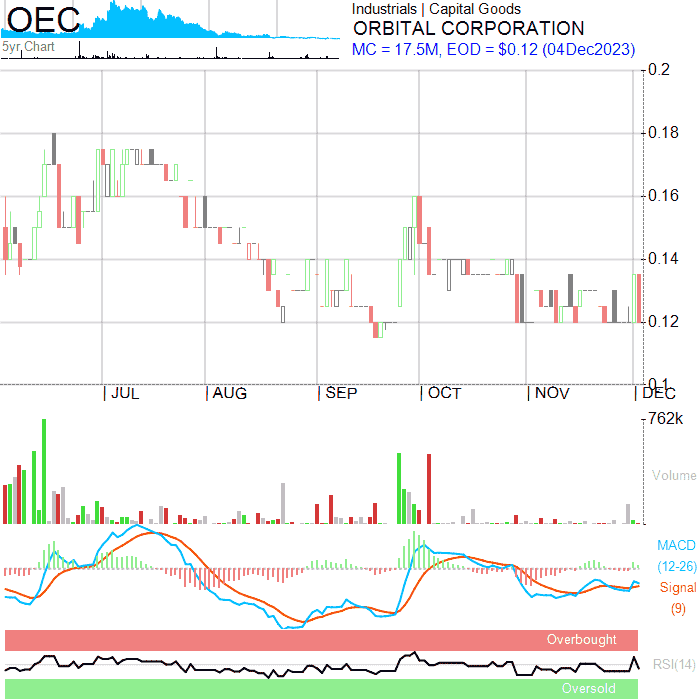 OEC
5yr. Chart
Industrials | Capital Goods
ORBITAL CORPORATION
MC = 17.5M, EOD = $0.12 (04Dec2023)
0.2
0.18
0.16
0.14
0.12
0.1
JUL AUG SEP OCT NOV DEC
762k
Volume
MACD
(12-26)
Signal
(9)
Overbought
RSI(14)
Oversold